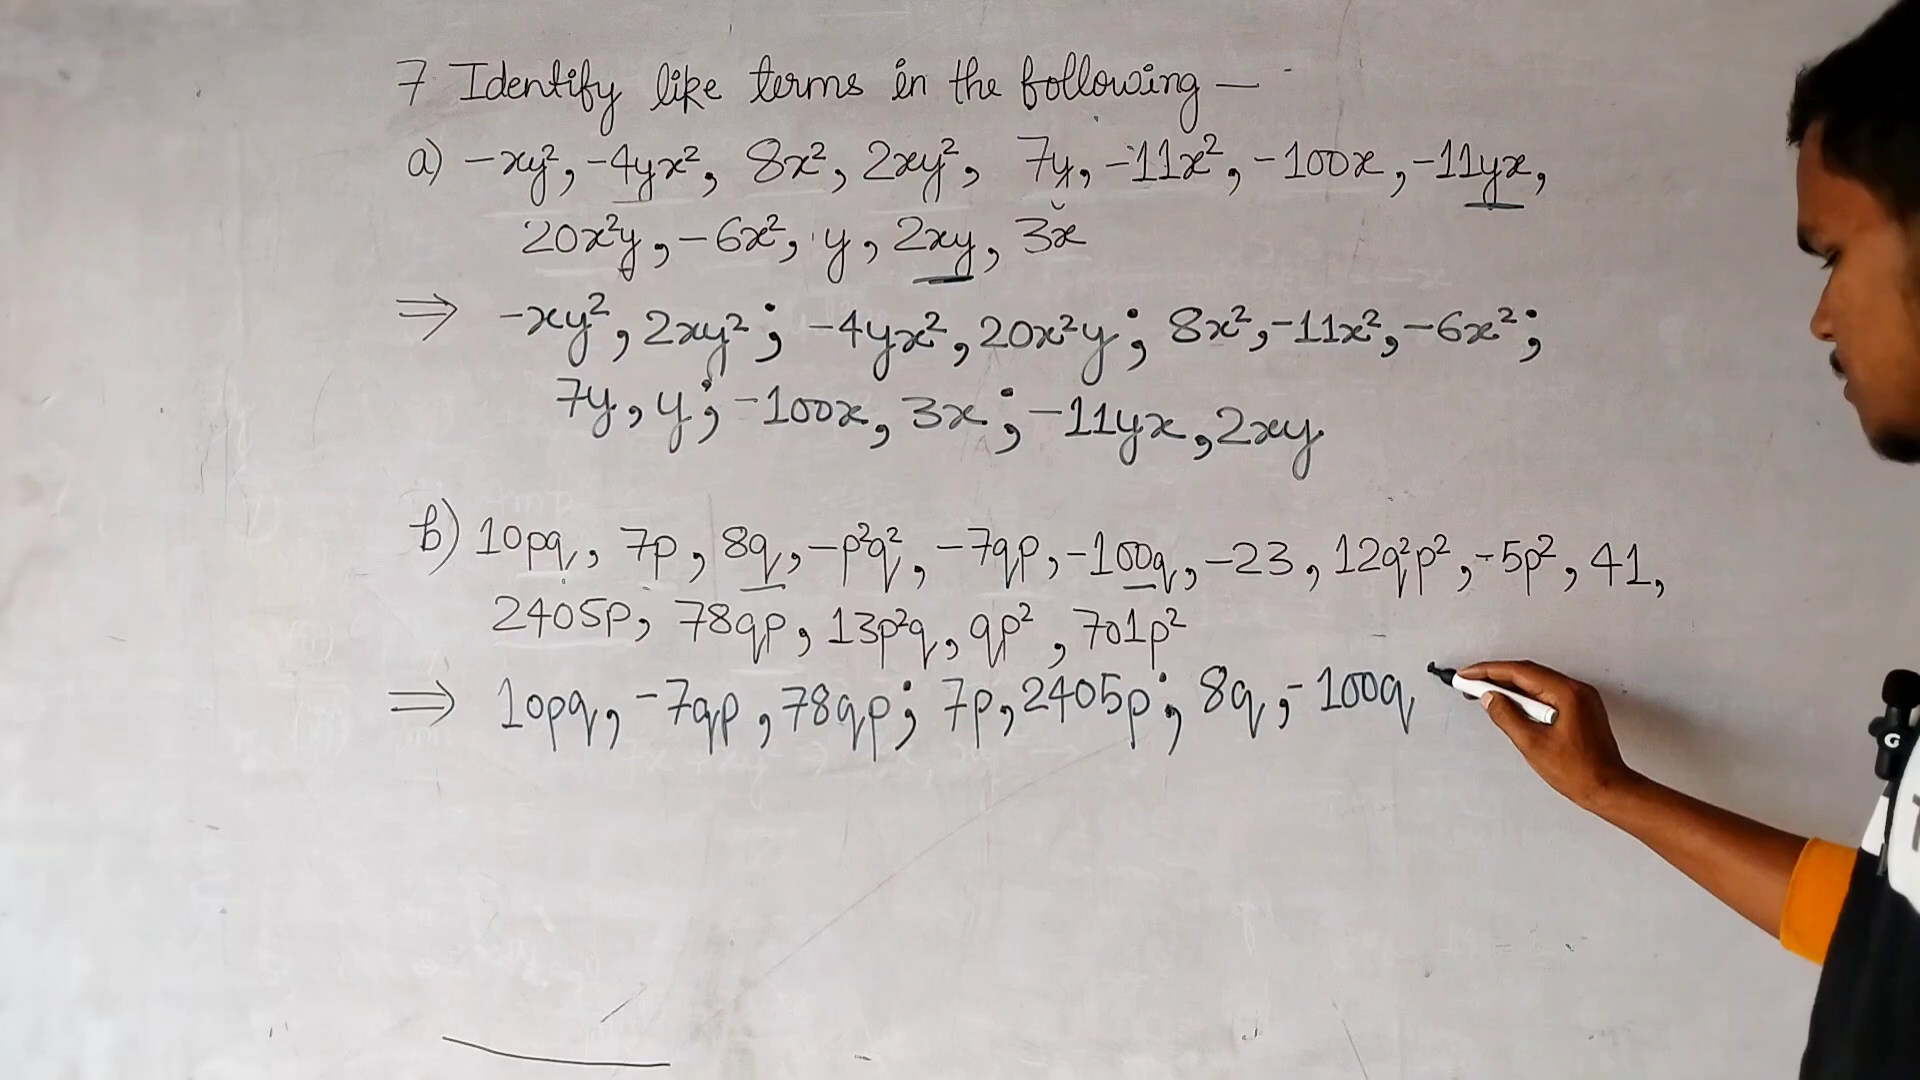 7 Identify like terms in the following —
a) -xy², -4yx², 8x², 2xy², 7y, -11x², -100x, -11yx,
20x²y, -6x², y, 2xy, 3x
⇒ -xy², 2xy²; -4yx², 20x²y; 8x², -11x², -6x²;
7y, y; -100x, 3x; -11yx, 2xy
b) 10pq, 7p, 8q, -p²q², -7qp, -100q, -23, 12q²p², -5p², 41,
2405p, 78qp, 13p²q, qp², 701p²
⇒ 10pq, -7qp, 78qp; 7p, 2405p; 8q, -100q
G